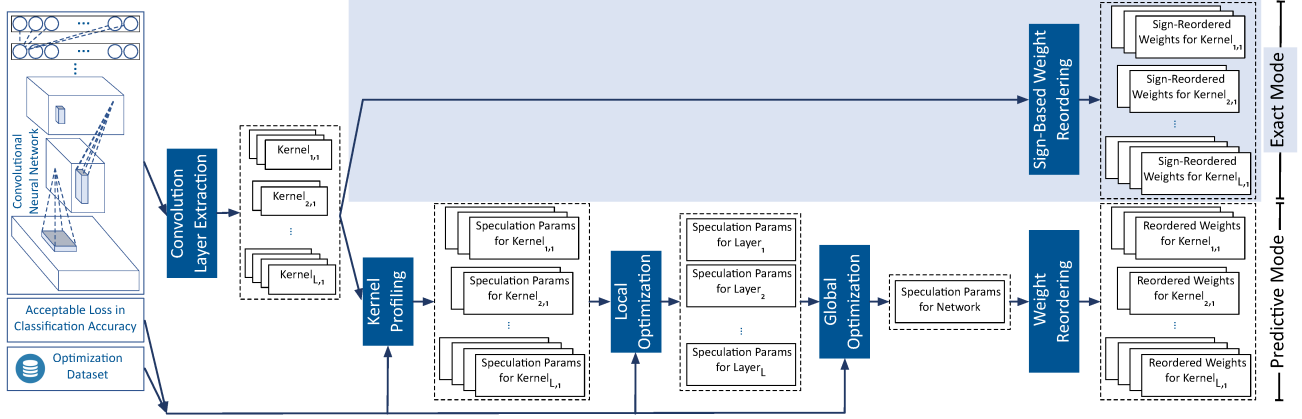 ...
...
Convolutional
Neural Network
Acceptable Loss in
Classification Accuracy
Optimization
Dataset
Convolution
Layer Extraction
Kernel1,1
Kernel2,1
...
KernelL,1
Kernel
Profiling
Speculation Params
for Kernel1,1
Speculation Params
for Kernel2,1
...
Speculation Params
for KernelL,1
Local
Optimization
Speculation Params
for Layer1
Speculation Params
for Layer2
...
Speculation Params
for LayerL
Global
Optimization
Speculation Params
for Network
Sign-Based Weight
Reordering
Sign-Reordered
Weights for Kernel1,1
Sign-Reordered
Weights for Kernel2,1
...
Sign-Reordered
Weights for KernelL,1
Exact Mode
Weight
Reordering
Reordered Weights
for Kernel1,1
Reordered Weights
for Kernel2,1
...
Reordered Weights
for KernelL,1
Predictive Mode